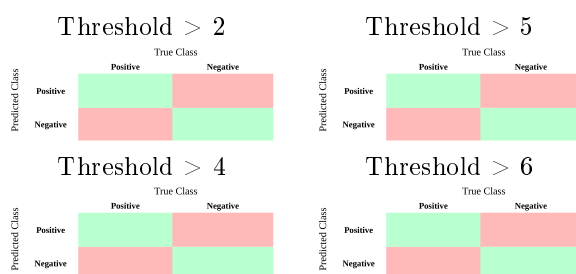 Threshold > 2
True Class
Positive Negative
Predicted Class
Positive
Negative
Threshold > 5
True Class
Positive Negative
Predicted Class
Positive
Negative
Threshold > 4
True Class
Positive Negative
Predicted Class
Positive
Negative
Threshold > 6
True Class
Positive Negative
Predicted Class
Positive
Negative